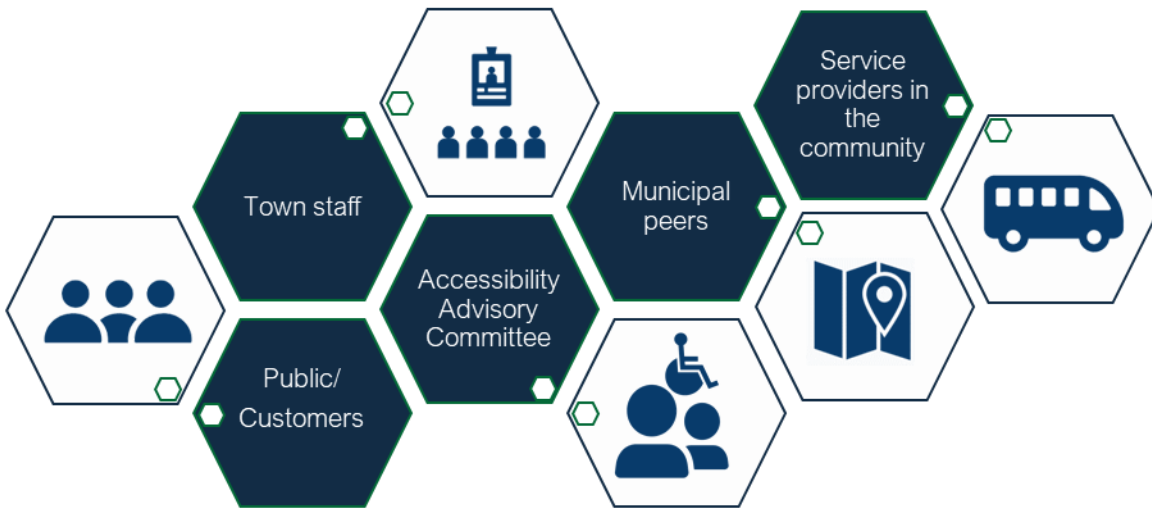 Service
providers in
the
community
Town staff
Municipal
peers
Accessibility
Advisory
Committee
Public/
Customers